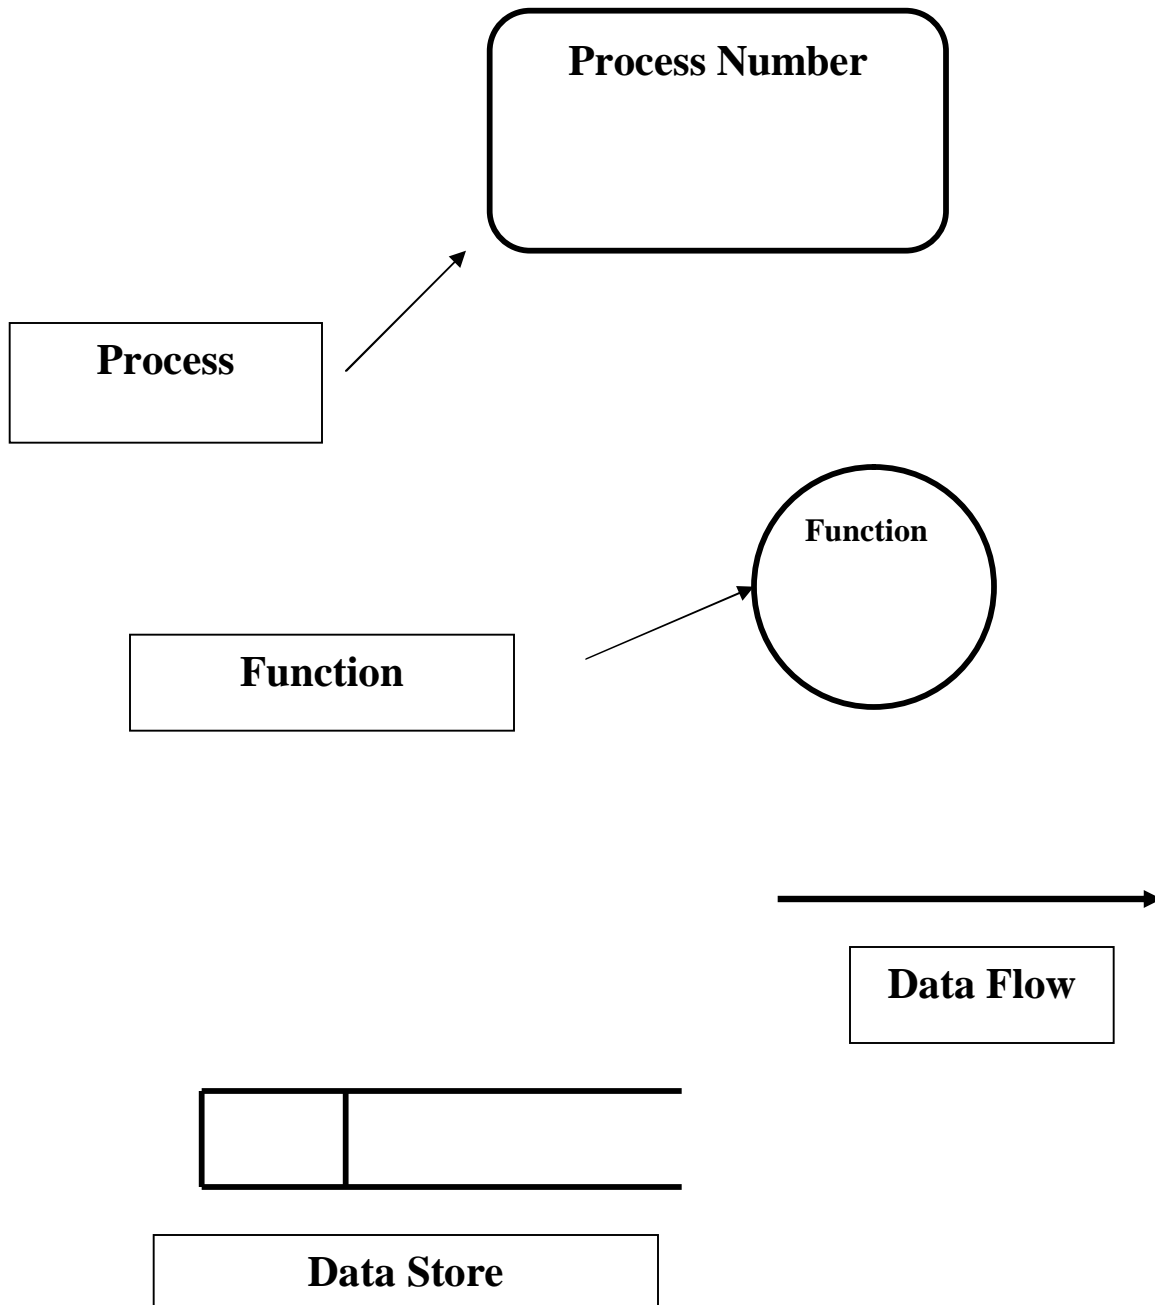 Process Number
Process
Function
Function
Data Flow
Data Store